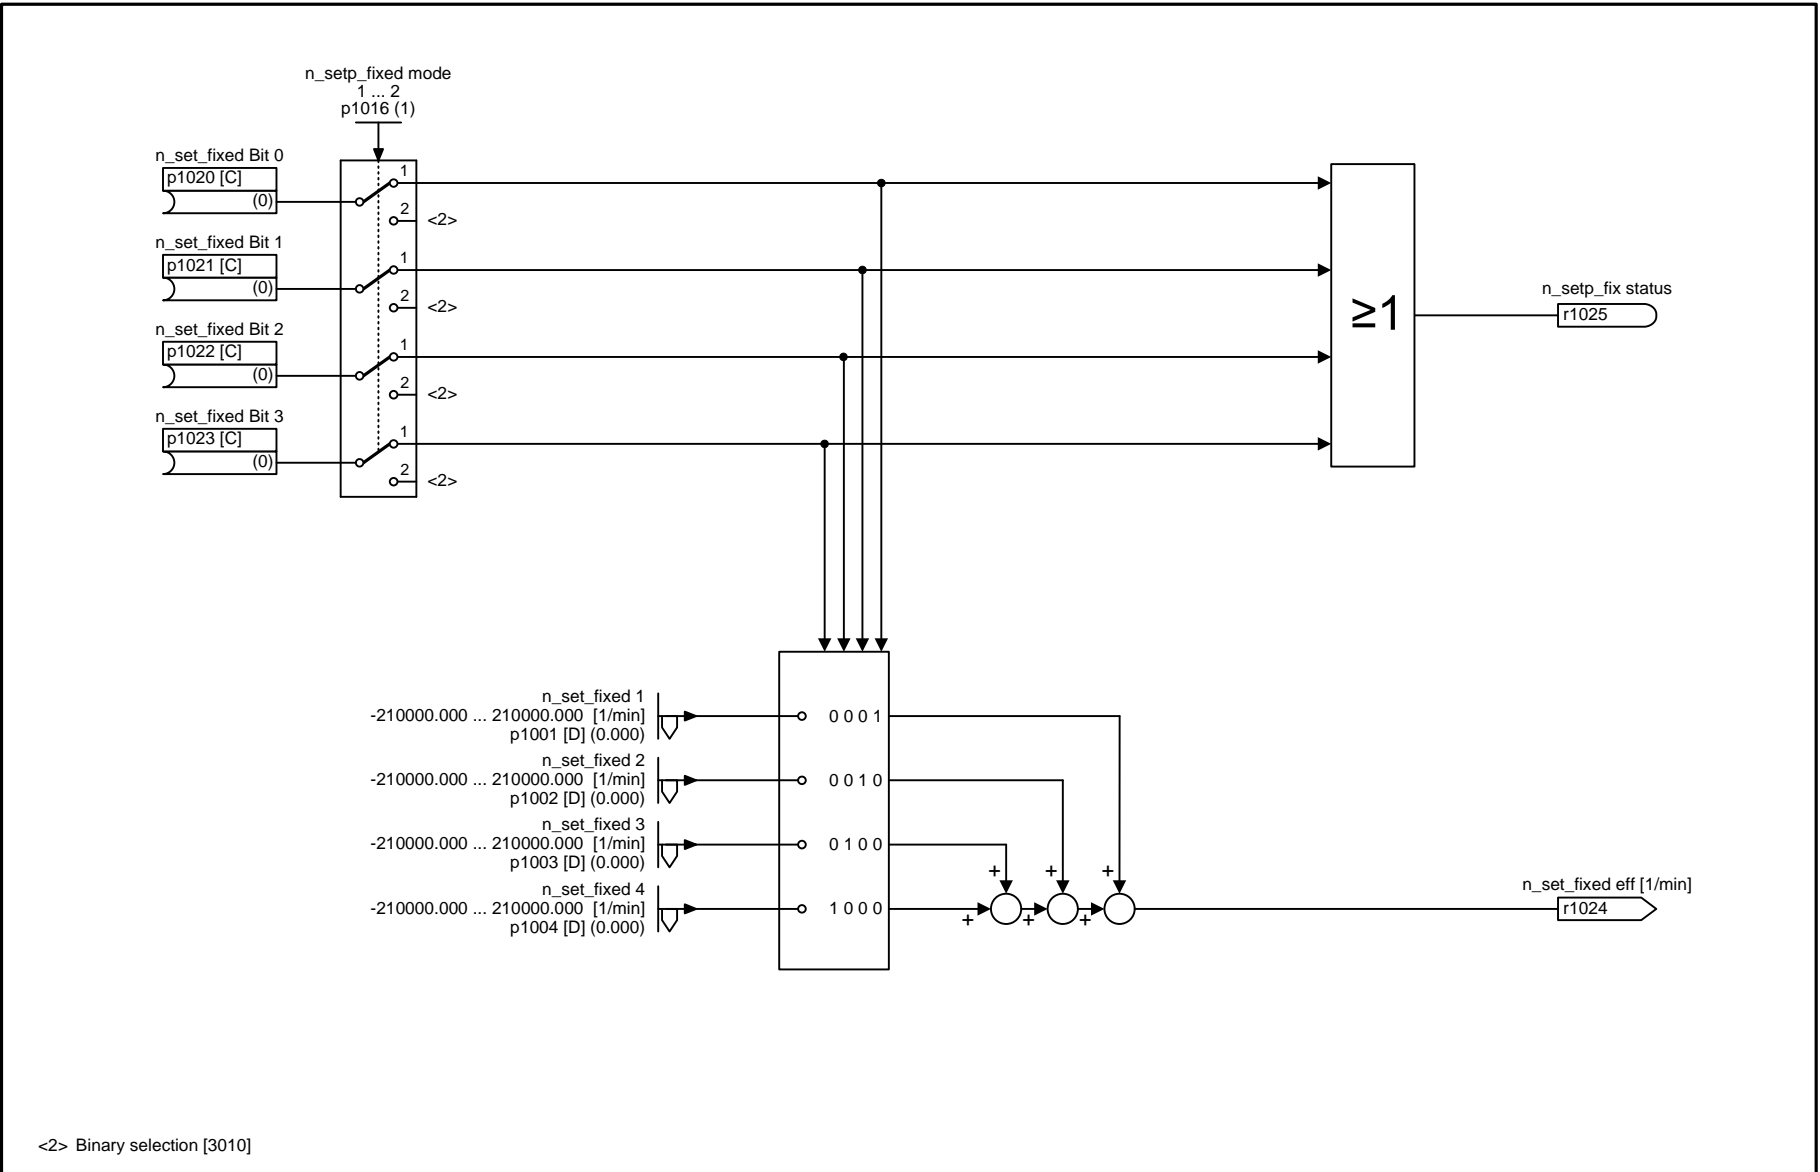 n_setp_fixed mode
1 ... 2
p1016 (1)
n_set_fixed Bit 0
p1020 [C]
(0)
1
2
<2>
n_set_fixed Bit 1
p1021 [C]
(0)
1
2
<2>
n_set_fixed Bit 2
p1022 [C]
(0)
1
2
<2>
n_set_fixed Bit 3
p1023 [C]
(0)
1
2
<2>
≥1
n_setp_fix status
r1025
n_set_fixed 1
-210000.000 ... 210000.000 [1/min]
p1001 [D] (0.000)
0 0 0 1
n_set_fixed 2
-210000.000 ... 210000.000 [1/min]
p1002 [D] (0.000)
0 0 1 0
n_set_fixed 3
-210000.000 ... 210000.000 [1/min]
p1003 [D] (0.000)
0 1 0 0
n_set_fixed 4
-210000.000 ... 210000.000 [1/min]
p1004 [D] (0.000)
1 0 0 0
+ + +
+ + +
n_set_fixed eff [1/min]
r1024
<2> Binary selection [3010]